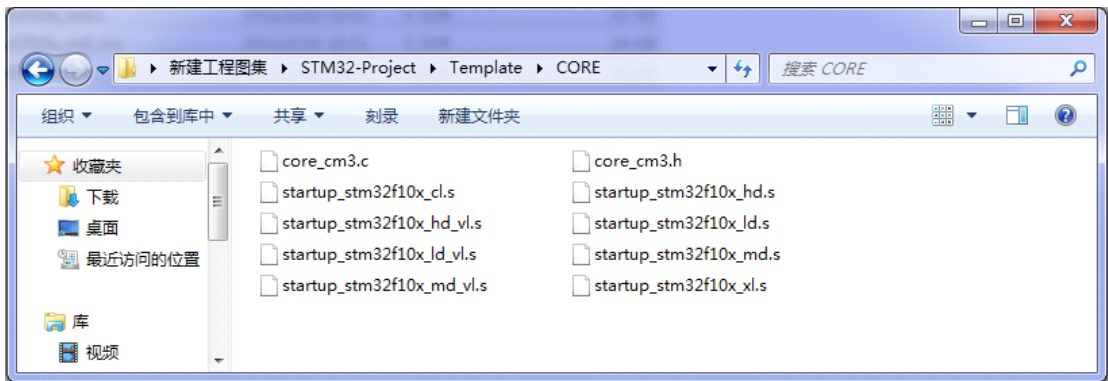 新建工程图集 STM32-Project Template CORE 搜索 CORE
组织 包含到库中 共享 刻录 新建文件夹
收藏夹
下载
桌面
最近访问的位置
库
视频
core_cm3.c core_cm3.h
startup_stm32f10x_cl.s startup_stm32f10x_hd.s
startup_stm32f10x_hd_vl.s startup_stm32f10x_ld.s
startup_stm32f10x_ld_vl.s startup_stm32f10x_md.s
startup_stm32f10x_md_vl.s startup_stm32f10x_xl.s